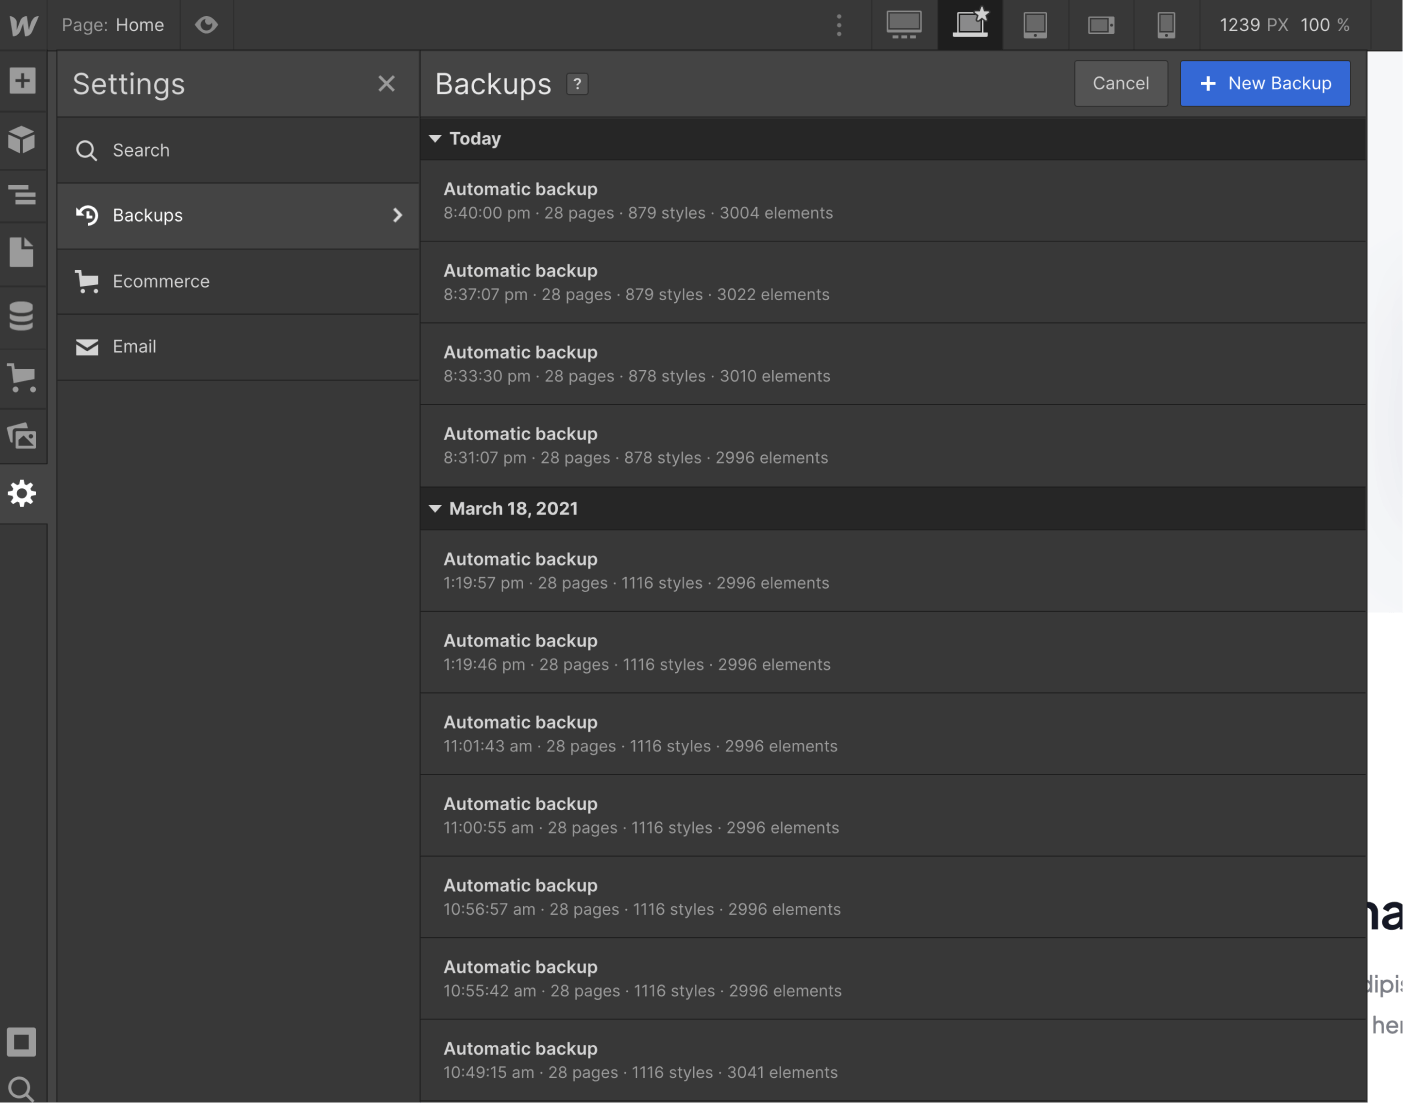 Page: Home
1239 PX 100 %
Settings
Search
Backups
Ecommerce
Email
Backups ?
Cancel
+ New Backup
Today
Automatic backup
8:40:00 pm · 28 pages · 879 styles · 3004 elements
Automatic backup
8:37:07 pm · 28 pages · 879 styles · 3022 elements
Automatic backup
8:33:30 pm · 28 pages · 878 styles · 3010 elements
Automatic backup
8:31:07 pm · 28 pages · 878 styles · 2996 elements
March 18, 2021
Automatic backup
1:19:57 pm · 28 pages · 1116 styles · 2996 elements
Automatic backup
1:19:46 pm · 28 pages · 1116 styles · 2996 elements
Automatic backup
11:01:43 am · 28 pages · 1116 styles · 2996 elements
Automatic backup
11:00:55 am · 28 pages · 1116 styles · 2996 elements
Automatic backup
10:56:57 am · 28 pages · 1116 styles · 2996 elements
Automatic backup
10:55:42 am · 28 pages · 1116 styles · 2996 elements
Automatic backup
10:49:15 am · 28 pages · 1116 styles · 3041 elements